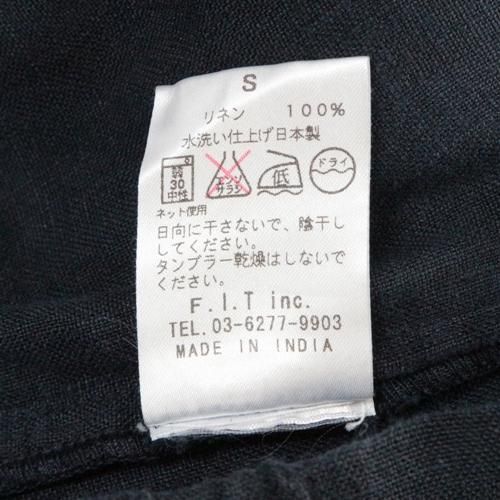 S
リネン 100%
水洗い仕上げ日本製
弱 30 中性
エンソ サラシ
低
ドライ
ネット使用
日向に干さないで、陰干し
してください。
タンブラー乾燥はしないで
ください。
F.I.T inc.
TEL.03-6277-9903
MADE IN INDIA